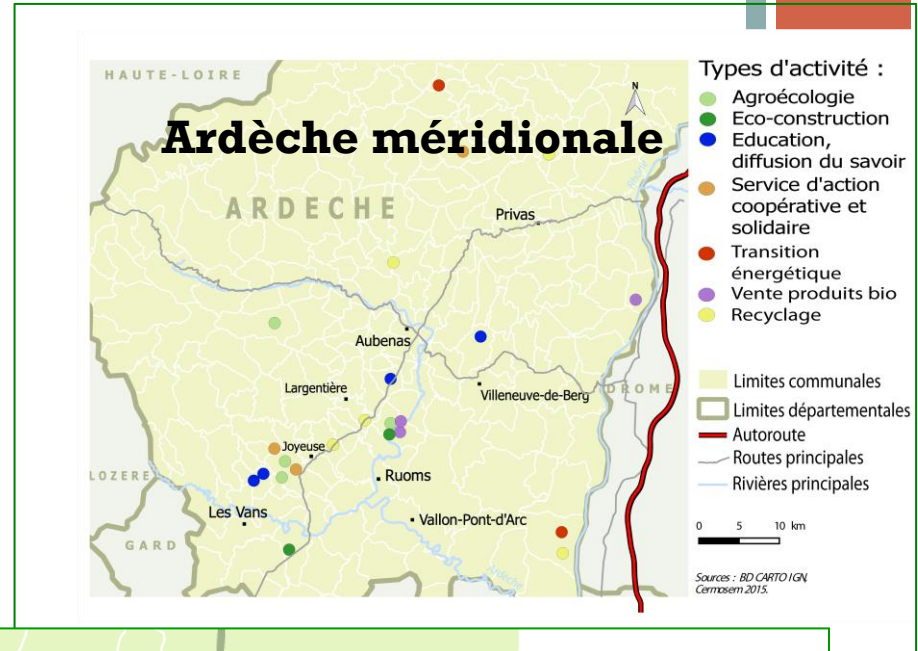 HAUTE-LOIRE
N
Ardèche méridionale
Rhône
ARDECHE
Privas
Aubenas
Largentière
Villeneuve-de-Berg
DROME
Joyeuse
LOZERE
Ruoms
Les Vans
Vallon-Pont-d'Arc
GARD
Ardèche
Types d'activité :
Agroécologie
Eco-construction
Education,
diffusion du savoir
Service d'action
coopérative et
solidaire
Transition
énergétique
Vente produits bio
Recyclage
Limites communales
Limites départementales
Autoroute
Routes principales
Rivières principales
0 5 10 km
Sources : BD CARTO IGN,
Cermosem 2015.